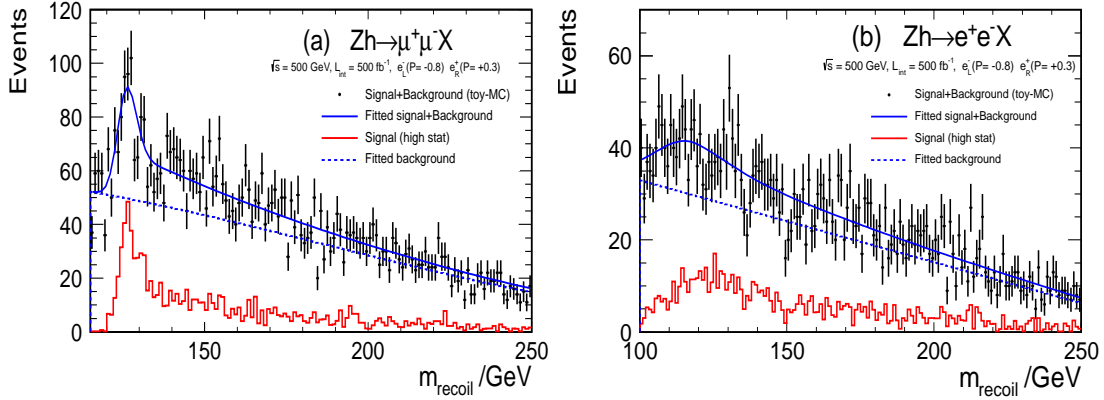 Events
120
100
80
60
40
20
0
(a) Zh→μ⁺μ⁻X
√s = 500 GeV, L_int = 500 fb⁻¹, e⁻_L(P= -0.8) e⁺_R(P= +0.3)
Signal+Background (toy-MC)
Fitted signal+Background
Signal (high stat)
Fitted background
150 200 250
m_recoil /GeV
Events
60
40
20
0
(b) Zh→e⁺e⁻X
√s = 500 GeV, L_int = 500 fb⁻¹, e⁻_L(P= -0.8) e⁺_R(P= +0.3)
Signal+Background (toy-MC)
Fitted signal+Background
Signal (high stat)
Fitted background
100 150 200 250
m_recoil /GeV